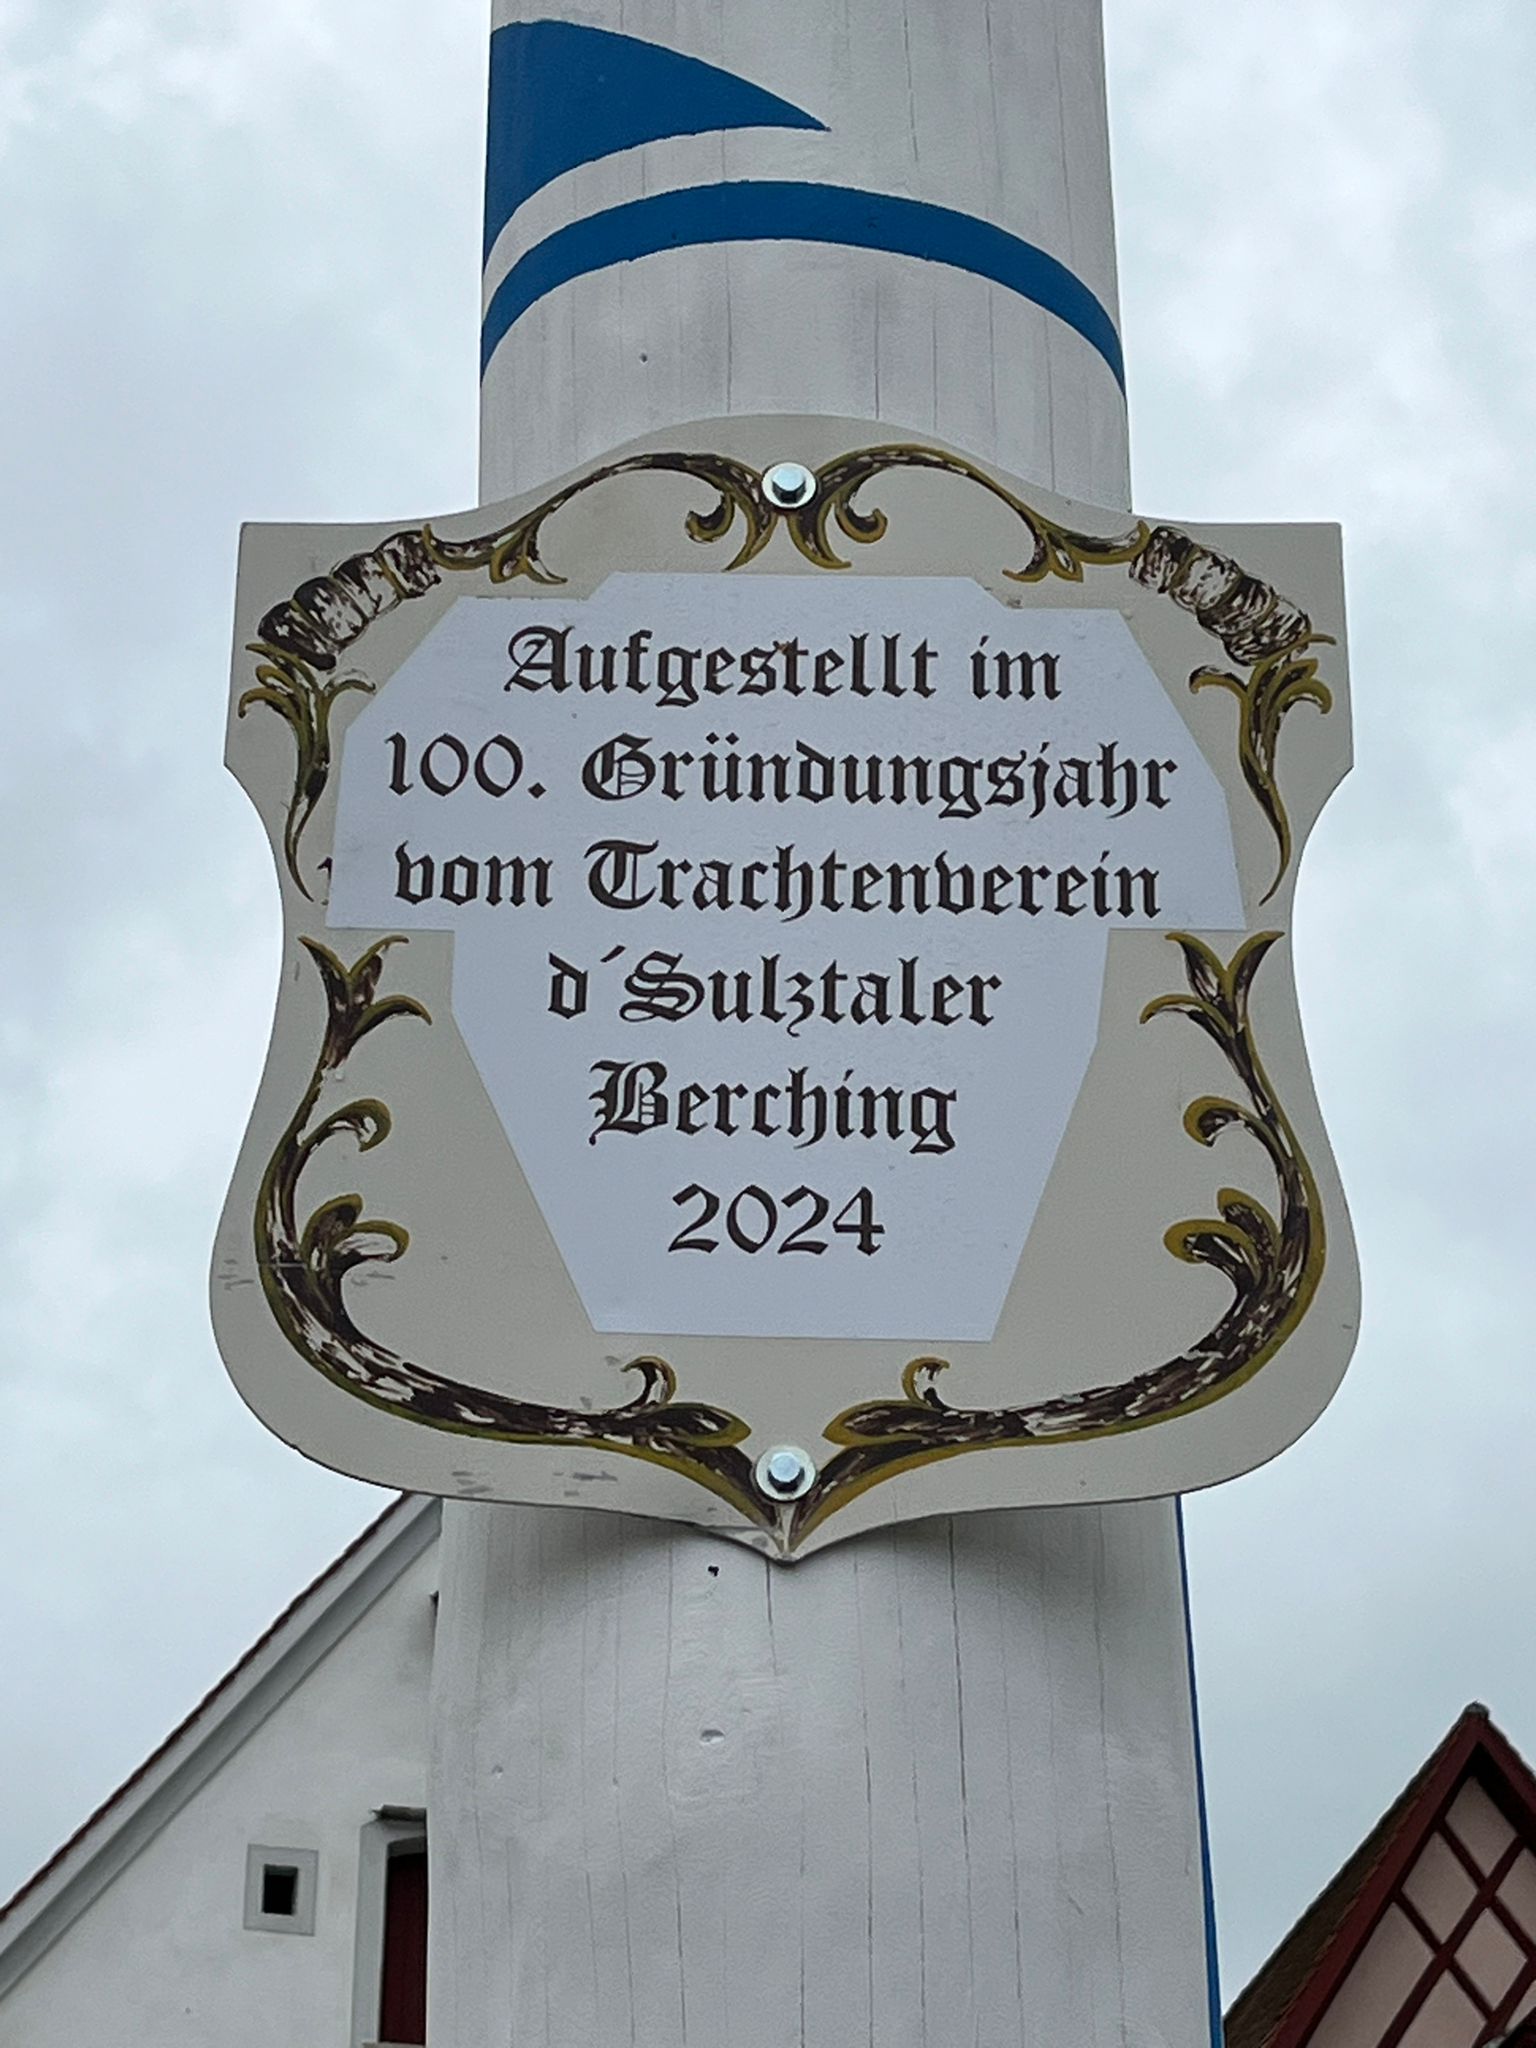 Aufgestellt im
100. Gründungsjahr
vom Trachtenverein
d´Sulztaler
Berching
2024